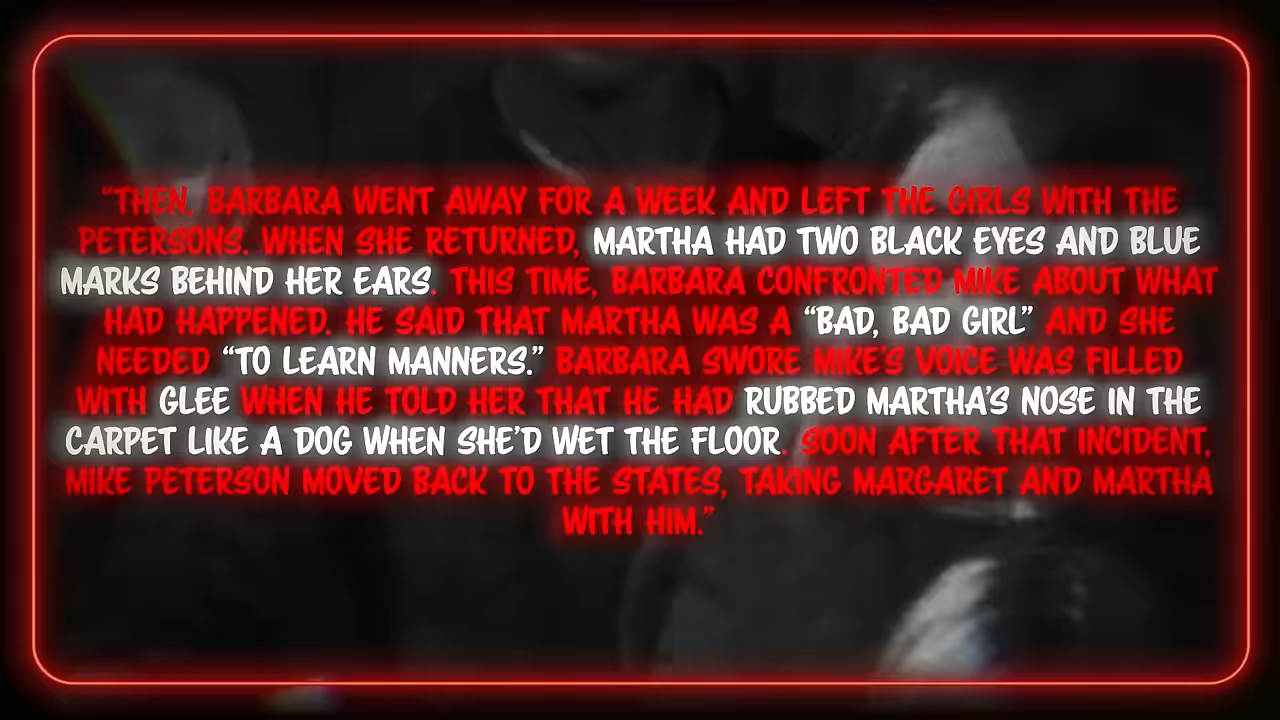 “THEN, BARBARA WENT AWAY FOR A WEEK AND LEFT THE GIRLS WITH THE
PETERSONS. WHEN SHE RETURNED, MARTHA HAD TWO BLACK EYES AND BLUE
MARKS BEHIND HER EARS. THIS TIME, BARBARA CONFRONTED MIKE ABOUT WHAT
HAD HAPPENED. HE SAID THAT MARTHA WAS A “BAD, BAD GIRL” AND SHE
NEEDED “TO LEARN MANNERS.” BARBARA SWORE MIKE’S VOICE WAS FILLED
WITH GLEE WHEN HE TOLD HER THAT HE HAD RUBBED MARTHA’S NOSE IN THE
CARPET LIKE A DOG WHEN SHE’D WET THE FLOOR. SOON AFTER THAT INCIDENT,
MIKE PETERSON MOVED BACK TO THE STATES, TAKING MARGARET AND MARTHA
WITH HIM.”